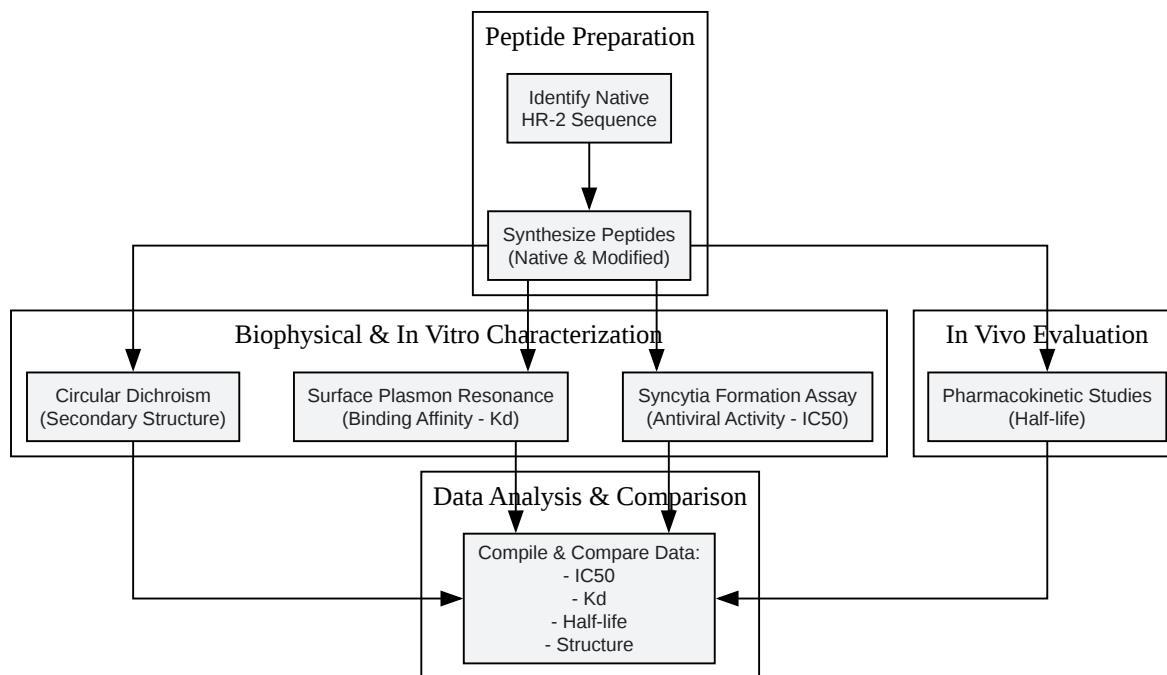 Peptide Preparation
Identify Native
HR-2 Sequence
Synthesize Peptides
(Native & Modified)
Biophysical & In Vitro Characterization
In Vivo Evaluation
Circular Dichroism
(Secondary Structure)
Surface Plasmon Resonance
(Binding Affinity - Kd)
Syncytia Formation Assay
(Antiviral Activity - IC50)
Pharmacokinetic Studies
(Half-life)
Data Analysis & Comparison
Compile & Compare Data:
- IC50
- Kd
- Half-life
- Structure